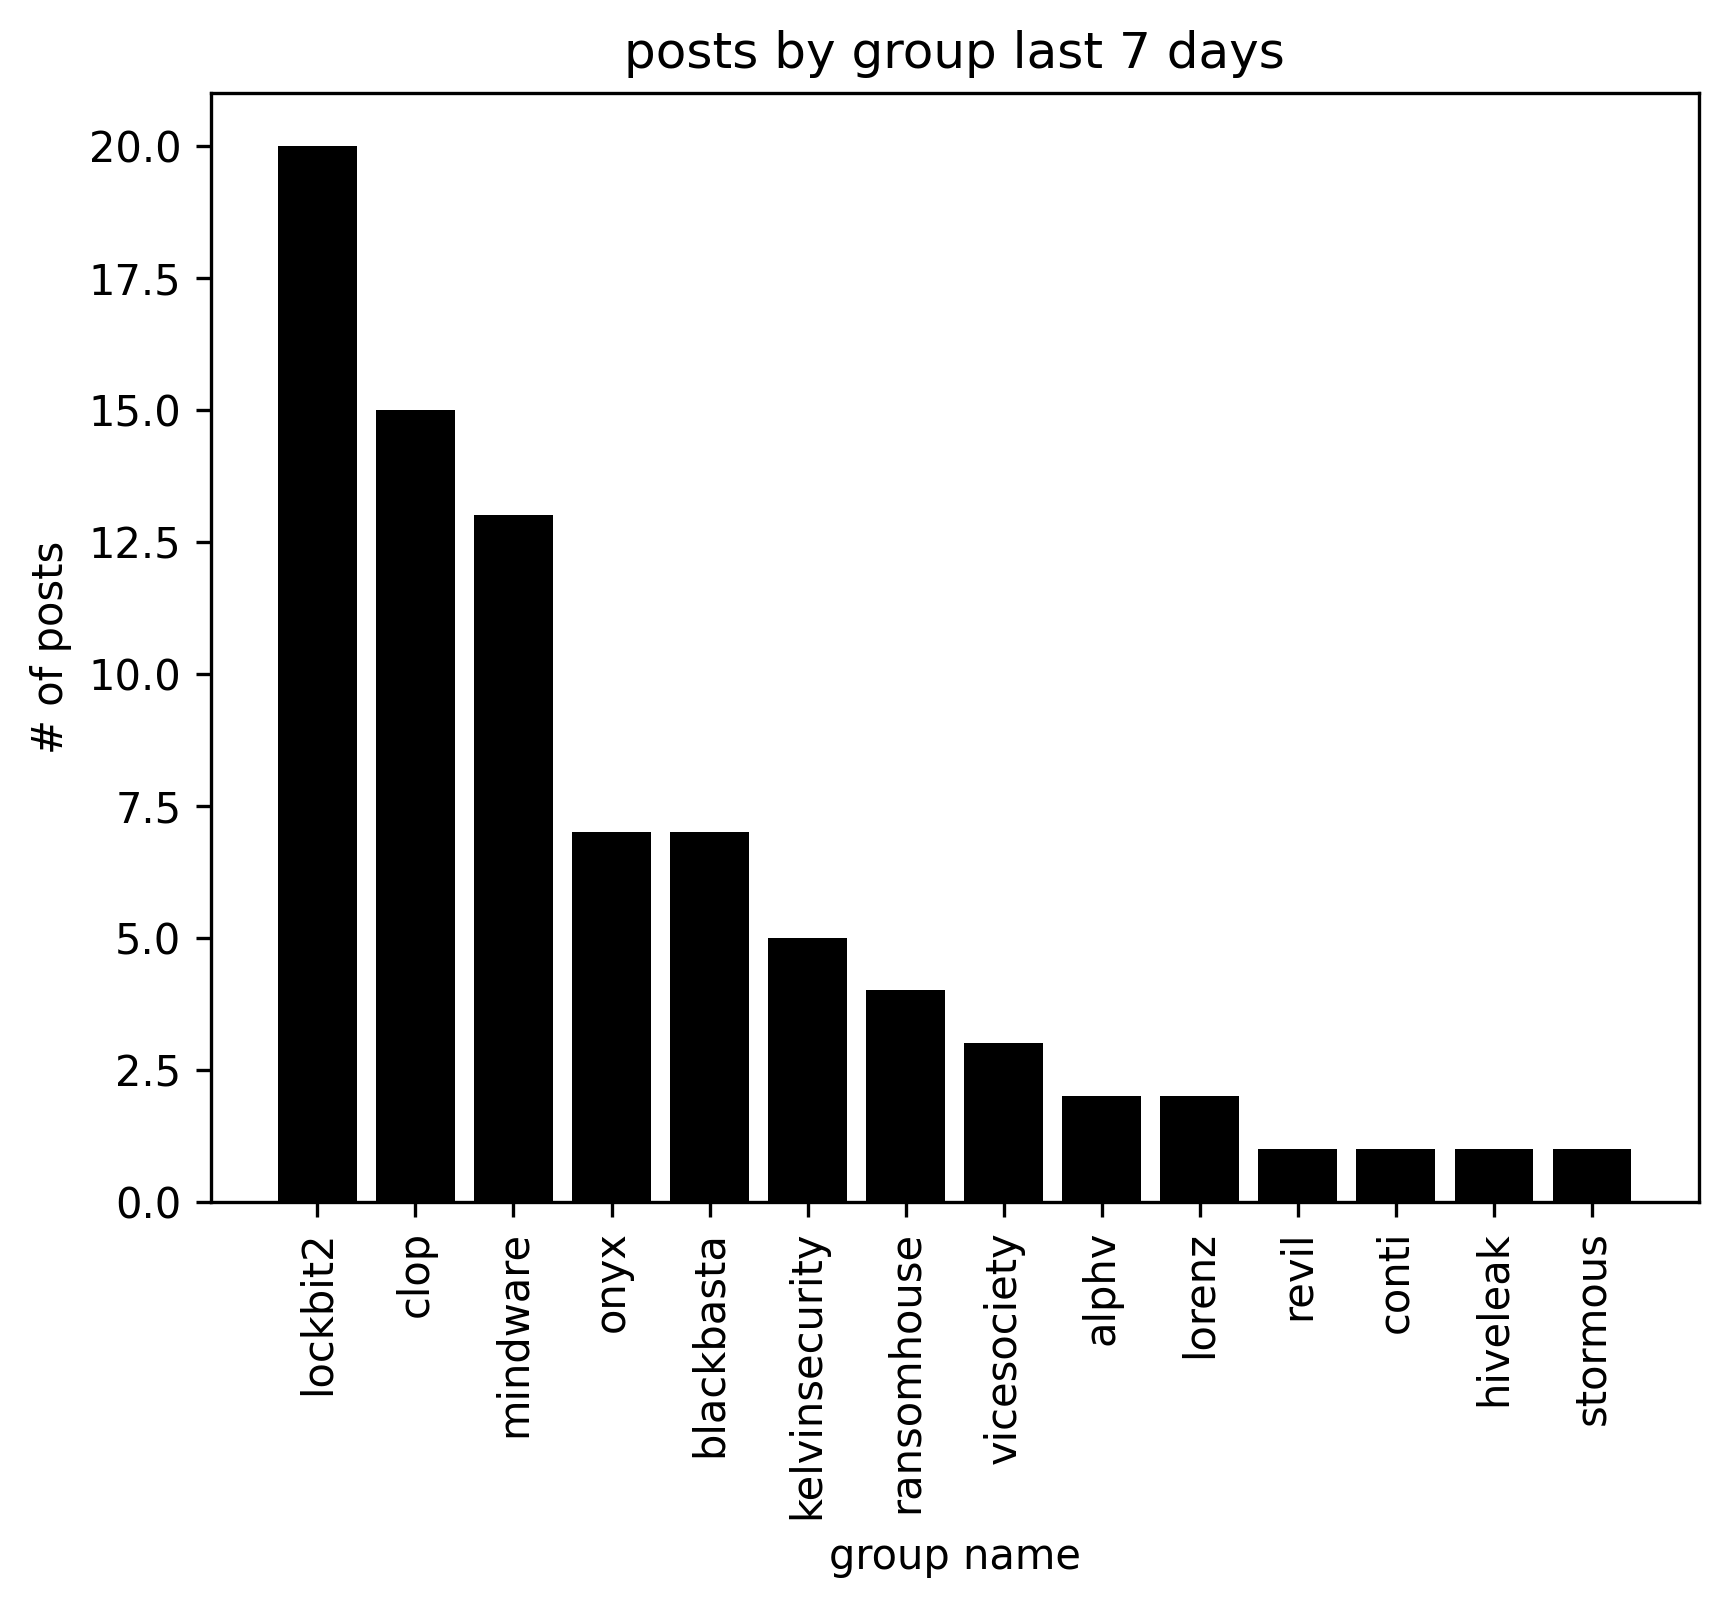 posts by group last 7 days
20.0
17.5
15.0
12.5
10.0
7.5
5.0
2.5
0.0
# of posts
lockbit2
clop
mindware
onyx
blackbasta
kelvinsecurity
ransomhouse
vicesociety
alphv
lorenz
revil
conti
hiveleak
stormous
group name